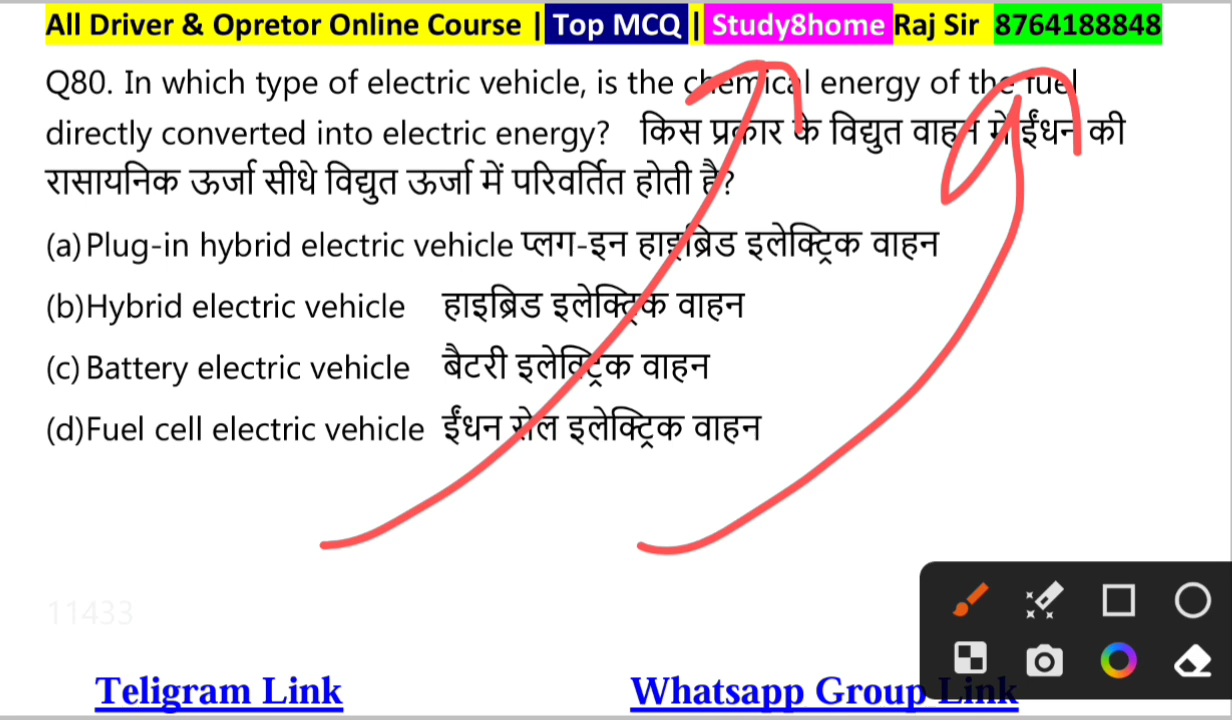 All Driver & Opretor Online Course | Top MCQ | Study8home Raj Sir 8764188848
Q80. In which type of electric vehicle, is the chemical energy of the fuel
directly converted into electric energy? किस प्रकार के विद्युत वाहन में ईंधन की
रासायनिक ऊर्जा सीधे विद्युत ऊर्जा में परिवर्तित होती है?
(a) Plug-in hybrid electric vehicle प्लग-इन हाइब्रिड इलेक्ट्रिक वाहन
(b) Hybrid electric vehicle हाइब्रिड इलेक्ट्रिक वाहन
(c) Battery electric vehicle बैटरी इलेक्ट्रिक वाहन
(d) Fuel cell electric vehicle ईंधन सेल इलेक्ट्रिक वाहन
11433
Teligram Link Whatsapp Group Link